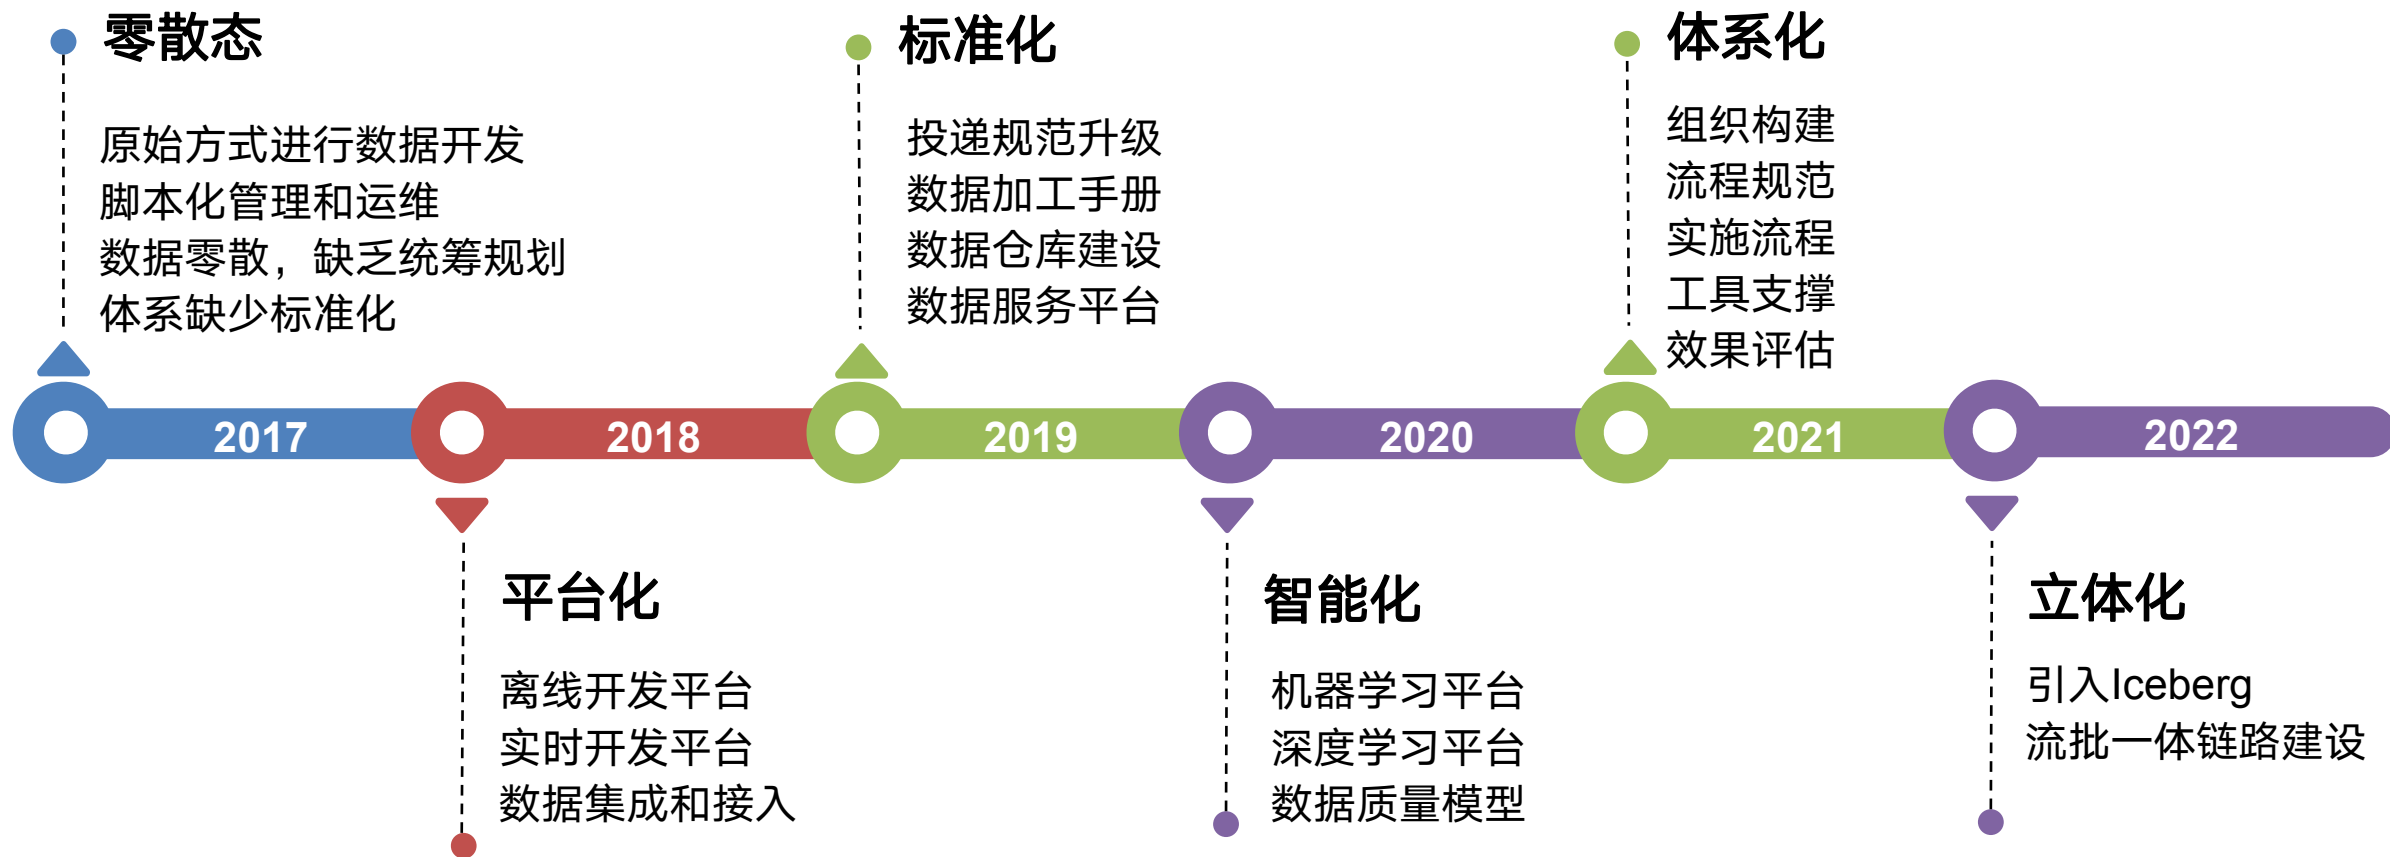 零散态
原始方式进行数据开发
脚本化管理和运维
数据零散，缺乏统筹规划
体系缺少标准化
标准化
投递规范升级
数据加工手册
数据仓库建设
数据服务平台
体系化
组织构建
流程规范
实施流程
工具支撑
效果评估
2017
2018
2019
2020
2021
2022
平台化
离线开发平台
实时开发平台
数据集成和接入
智能化
机器学习平台
深度学习平台
数据质量模型
立体化
引入Iceberg
流批一体链路建设